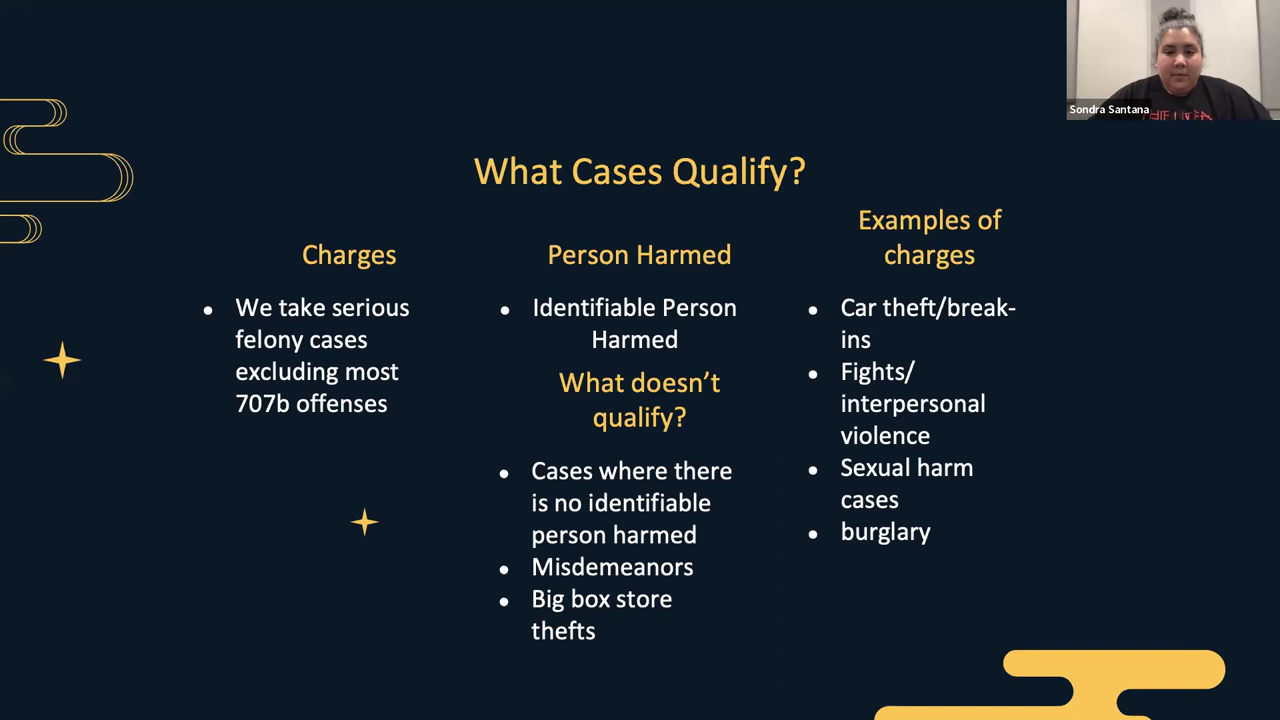 Sondra Santana
What Cases Qualify?
Charges
We take serious
felony cases
excluding most
707b offenses
Person Harmed
Identifiable Person
Harmed
What doesn’t
qualify?
Cases where there
is no identifiable
person harmed
Misdemeanors
Big box store
thefts
Examples of
charges
Car theft/break-
ins
Fights/
interpersonal
violence
Sexual harm
cases
burglary